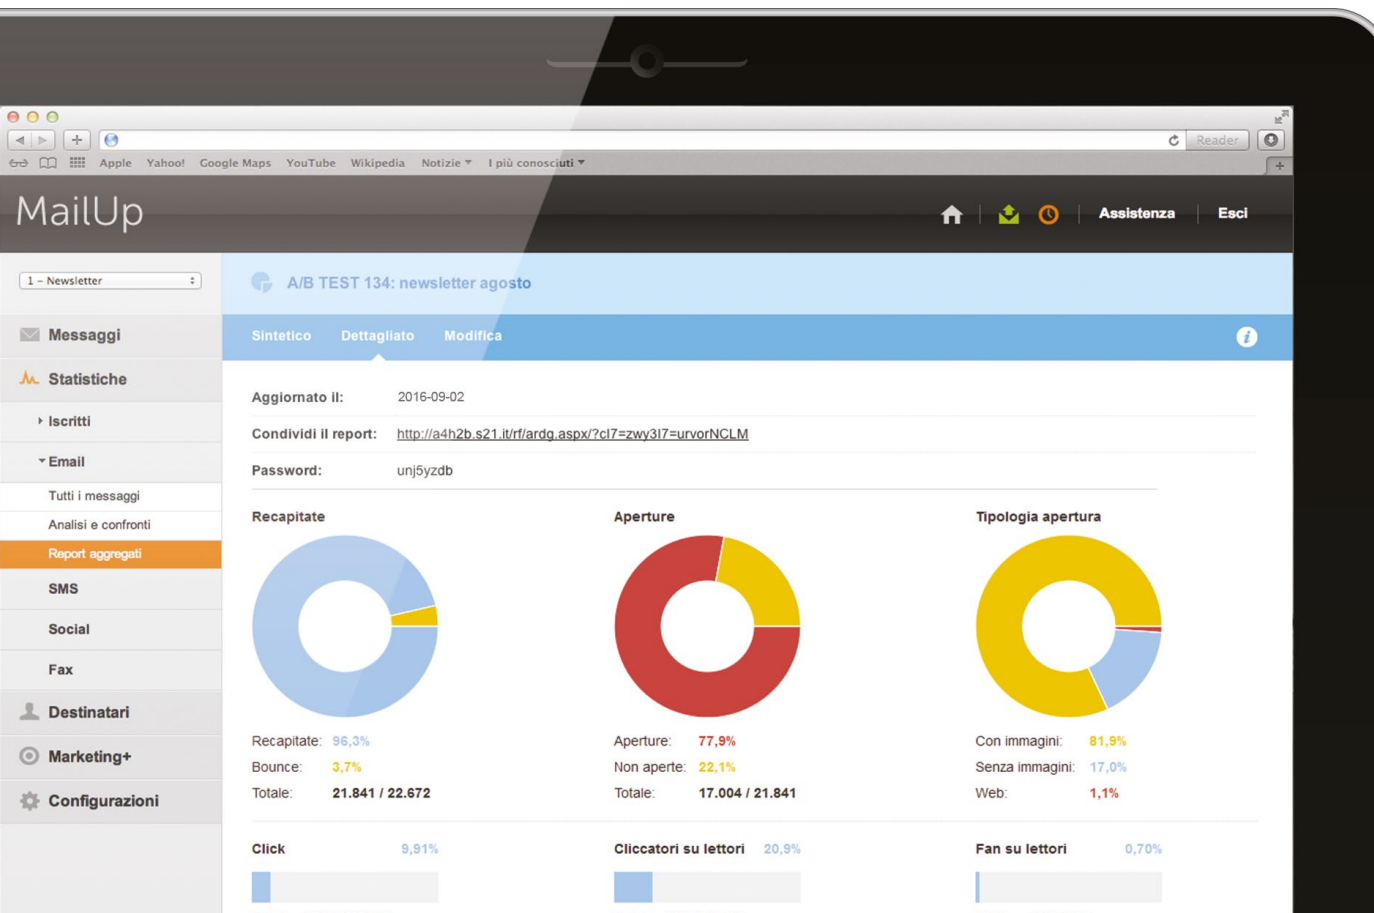 Reader
Apple Yahoo! Google Maps YouTube Wikipedia Notizie I più conosciuti
MailUp
Assistenza Esci
1 – Newsletter
A/B TEST 134: newsletter agosto
Messaggi
Sintetico Dettagliato Modifica
Statistiche
Aggiornato il: 2016-09-02
Iscritti
Condividi il report: http://a4h2b.s21.it/rf/ardg.aspx/?cI7=zwy3I7=urvorNCLM
Email
Password: unj5yzdb
Tutti i messaggi
Analisi e confronti
Report aggregati
SMS
Social
Fax
Destinatari
Marketing+
Configurazioni
Recapitate
Recapitate: 96,3%
Bounce: 3,7%
Totale: 21.841 / 22.672
Aperture
Aperture: 77,9%
Non aperte: 22,1%
Totale: 17.004 / 21.841
Tipologia apertura
Con immagini: 81,9%
Senza immagini: 17,0%
Web: 1,1%
Click 9,91%
Cliccatori su lettori 20,9%
Fan su lettori 0,70%